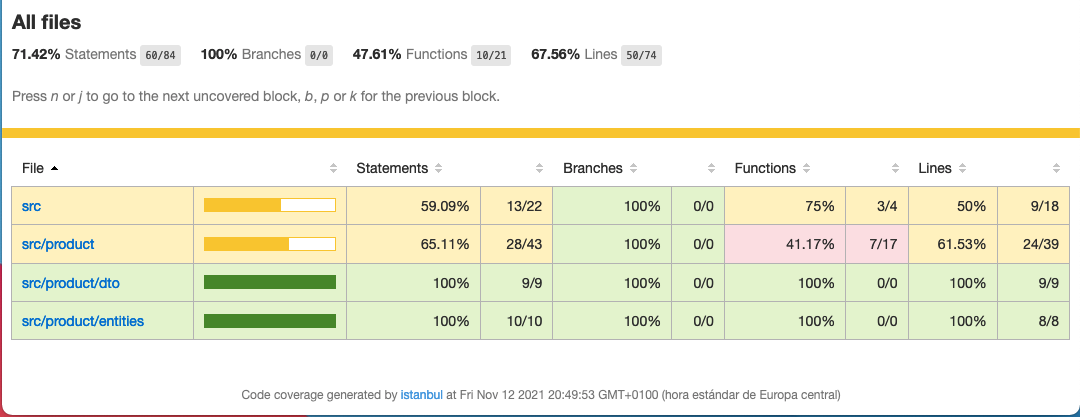 All files
71.42% Statements 60/84 100% Branches 0/0 47.61% Functions 10/21 67.56% Lines 50/74
Press n or j to go to the next uncovered block, b, p or k for the previous block.
File Statements Branches Functions Lines
src 59.09% 13/22 100% 0/0 75% 3/4 50% 9/18
src/product 65.11% 28/43 100% 0/0 41.17% 7/17 61.53% 24/39
src/product/dto 100% 9/9 100% 0/0 100% 0/0 100% 9/9
src/product/entities 100% 10/10 100% 0/0 100% 0/0 100% 8/8
Code coverage generated by istanbul at Fri Nov 12 2021 20:49:53 GMT+0100 (hora estándar de Europa central)